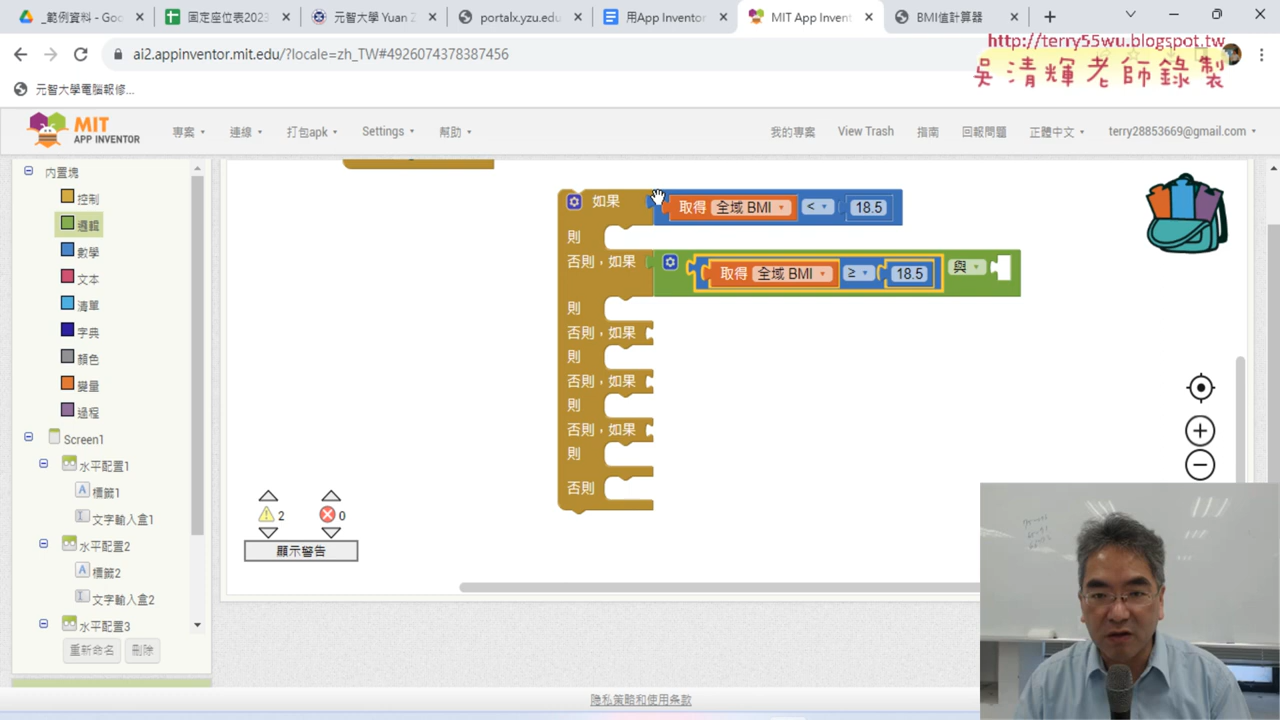 _範例資料 - Goo
固定座位表2023
元智大學 Yuan Z
portalx.yzu.edu
用App Inventor
MIT App Inven
BMI值計算器
ai2.appinventor.mit.edu/?locale=zh_TW#4926074378387456
http://terry55wu.blogspot.tw
吳清輝老師錄製
元智大學電腦報修...
MIT
APP INVENTOR
專案
連線
打包apk
Settings
幫助
我的專案
View Trash
指南
回報問題
正體中文
terry28853669@gmail.com
內置塊
控制
邏輯
數學
文本
清單
字典
顏色
變量
過程
Screen1
水平配置1
標籤1
文字輸入盒1
水平配置2
標籤2
文字輸入盒2
水平配置3
重新命名
刪除
如果
取得 全域 BMI < 18.5
則
否則，如果
取得 全域 BMI ≥ 18.5 與
則
否則，如果
則
否則，如果
則
否則，如果
則
否則
2
0
顯示警告
隐私策略和使用条款